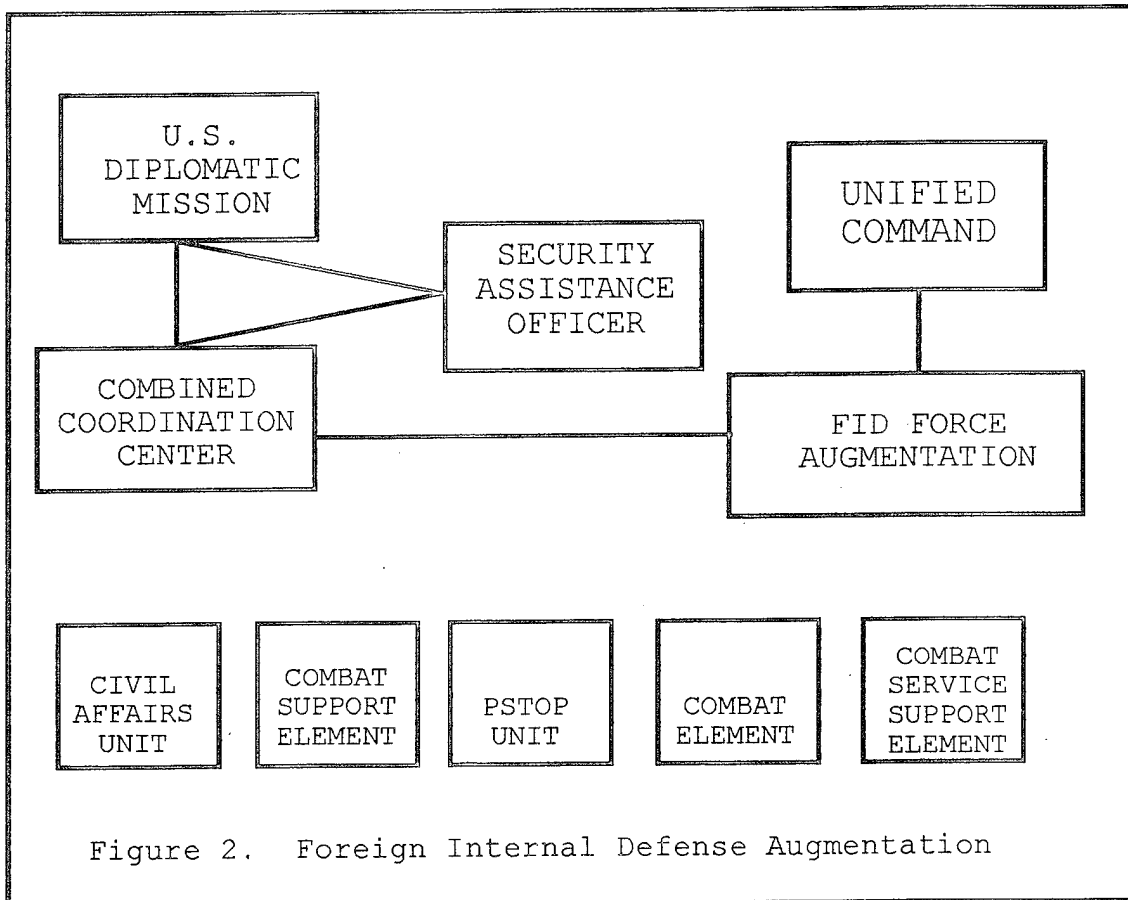 U.S.
DIPLOMATIC
MISSION
UNIFIED
COMMAND
SECURITY
ASSISTANCE
OFFICER
COMBINED
COORDINATION
CENTER
FID FORCE
AUGMENTATION
CIVIL
AFFAIRS
UNIT
COMBAT
SUPPORT
ELEMENT
PSTOP
UNIT
COMBAT
ELEMENT
COMBAT
SERVICE
SUPPORT
ELEMENT
Figure 2. Foreign Internal Defense Augmentation